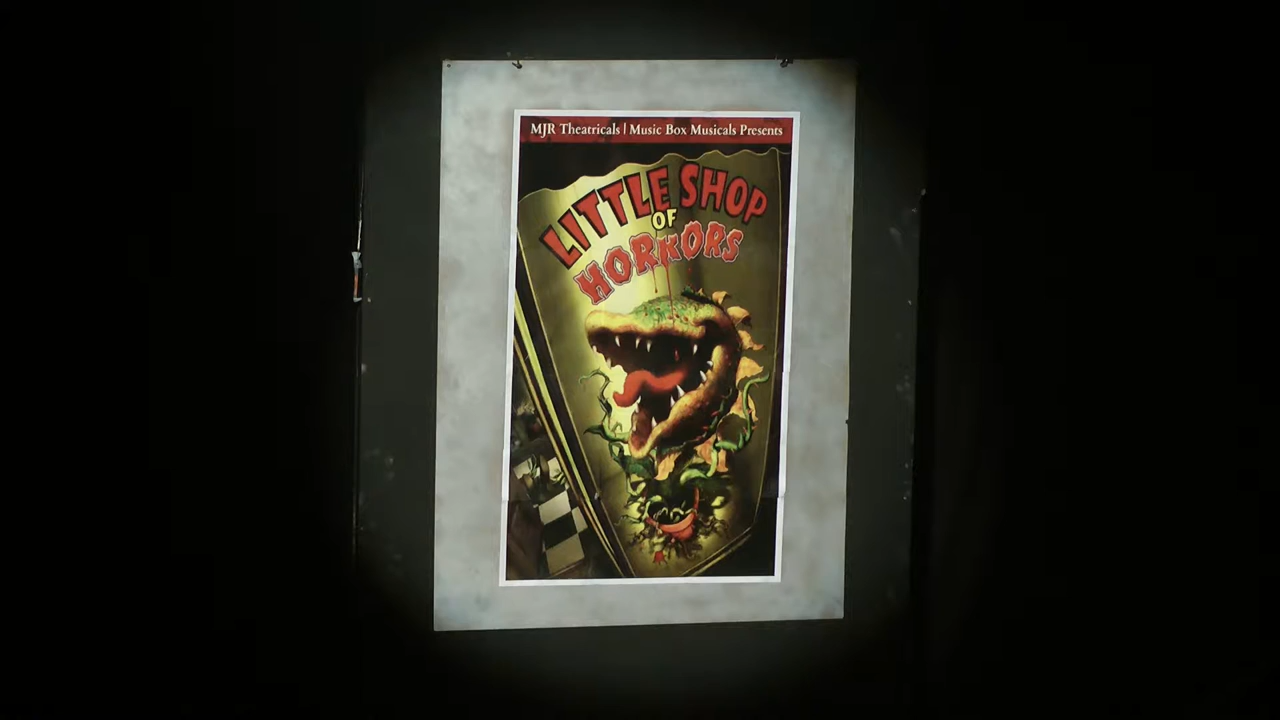 MJR Theatricals | Music Box Musicals Presents
LITTLE SHOP
OF
HORRORS